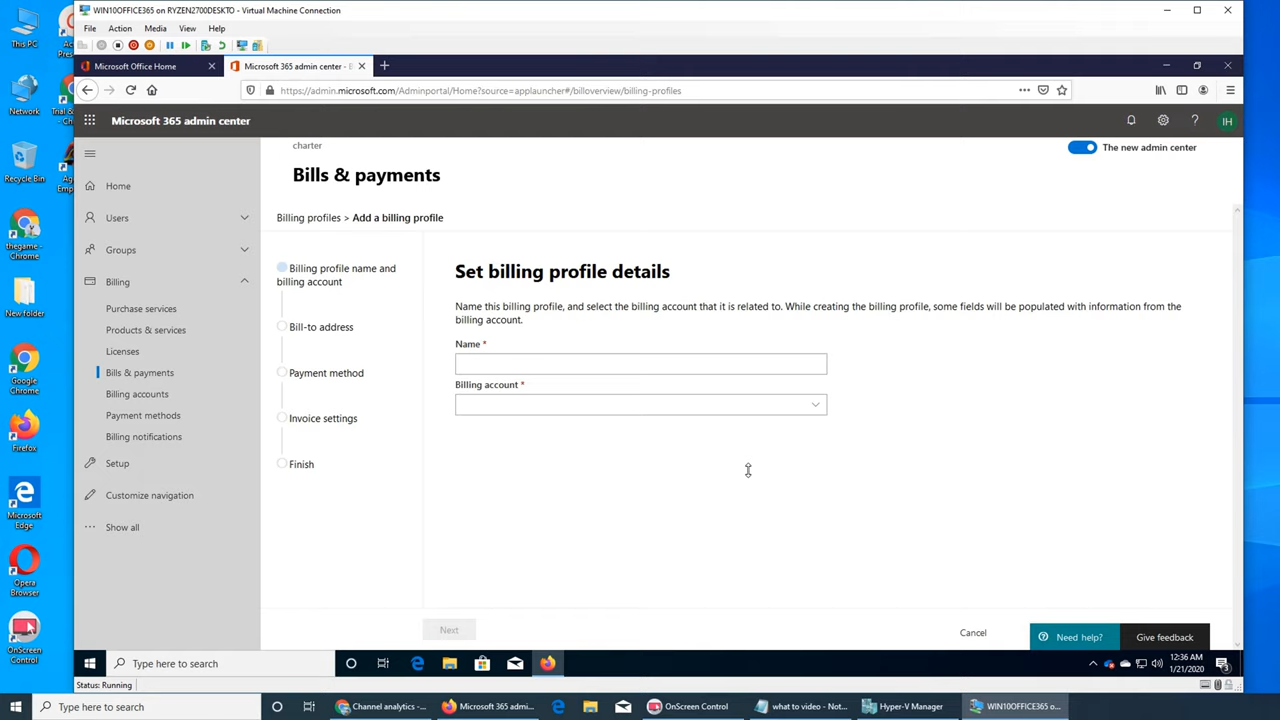 This PC
Network
Recycle Bin
thegame -
Chrome
New folder
Google
Chrome
Firefox
Microsoft
Edge
Opera
Browser
OnScreen
Control
WIN10OFFICE365 on RYZEN2700DESKTO - Virtual Machine Connection
File Action Media View Help
Microsoft Office Home
Microsoft 365 admin center -
https://admin.microsoft.com/Adminportal/Home?source=applauncher#/billoverview/billing-profiles
Microsoft 365 admin center
IH
charter
The new admin center
Bills & payments
Billing profiles > Add a billing profile
Home
Users
Groups
Billing
Purchase services
Products & services
Licenses
Bills & payments
Billing accounts
Payment methods
Billing notifications
Setup
Customize navigation
Show all
Billing profile name and
billing account
Bill-to address
Payment method
Invoice settings
Finish
Set billing profile details
Name this billing profile, and select the billing account that it is related to. While creating the billing profile, some fields will be populated with information from the
billing account.
Name *
Billing account *
Next
Cancel
Need help?
Give feedback
Type here to search
12:36 AM
1/21/2020
3
Status: Running
Type here to search
Channel analytics -...
Microsoft 365 admi...
OnScreen Control
what to video - Not...
Hyper-V Manager
WIN10OFFICE365 o...